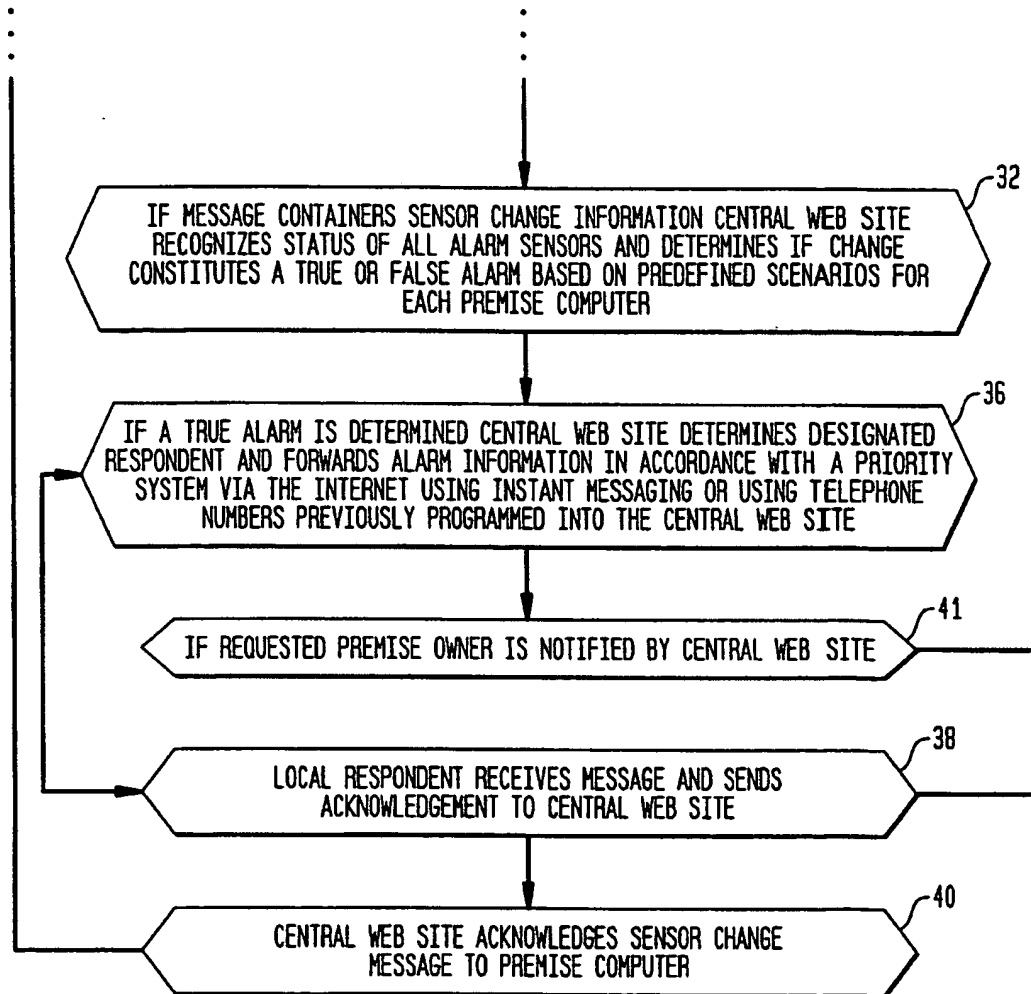 32
IF MESSAGE CONTAINERS SENSOR CHANGE INFORMATION CENTRAL WEB SITE
RECOGNIZES STATUS OF ALL ALARM SENSORS AND DETERMINES IF CHANGE
CONSTITUTES A TRUE OR FALSE ALARM BASED ON PREDEFINED SCENARIOS FOR
EACH PREMISE COMPUTER
36
IF A TRUE ALARM IS DETERMINED CENTRAL WEB SITE DETERMINES DESIGNATED
RESPONDENT AND FORWARDS ALARM INFORMATION IN ACCORDANCE WITH A PRIORITY
SYSTEM VIA THE INTERNET USING INSTANT MESSAGING OR USING TELEPHONE
NUMBERS PREVIOUSLY PROGRAMMED INTO THE CENTRAL WEB SITE
41
IF REQUESTED PREMISE OWNER IS NOTIFIED BY CENTRAL WEB SITE
38
LOCAL RESPONDENT RECEIVES MESSAGE AND SENDS
ACKNOWLEDGEMENT TO CENTRAL WEB SITE
40
CENTRAL WEB SITE ACKNOWLEDGES SENSOR CHANGE
MESSAGE TO PREMISE COMPUTER